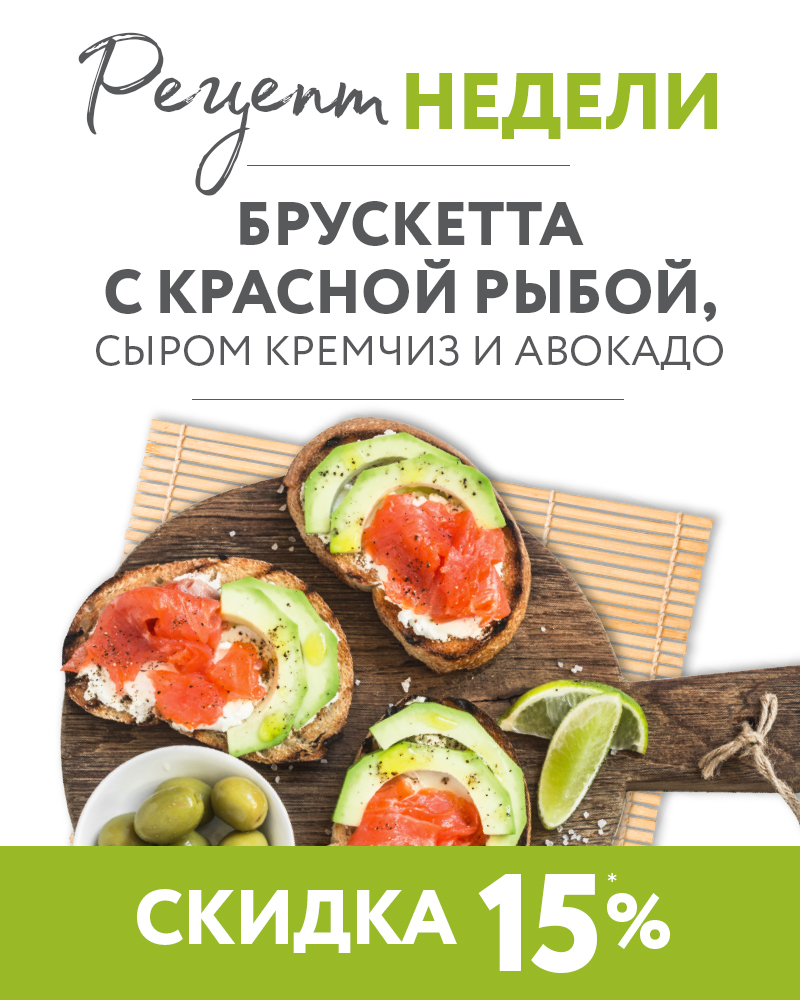 Рецепт НЕДЕЛИ
БРУСКЕТТА
С КРАСНОЙ РЫБОЙ,
СЫРОМ КРЕМЧИЗ И АВОКАДО
СКИДКА 15*%